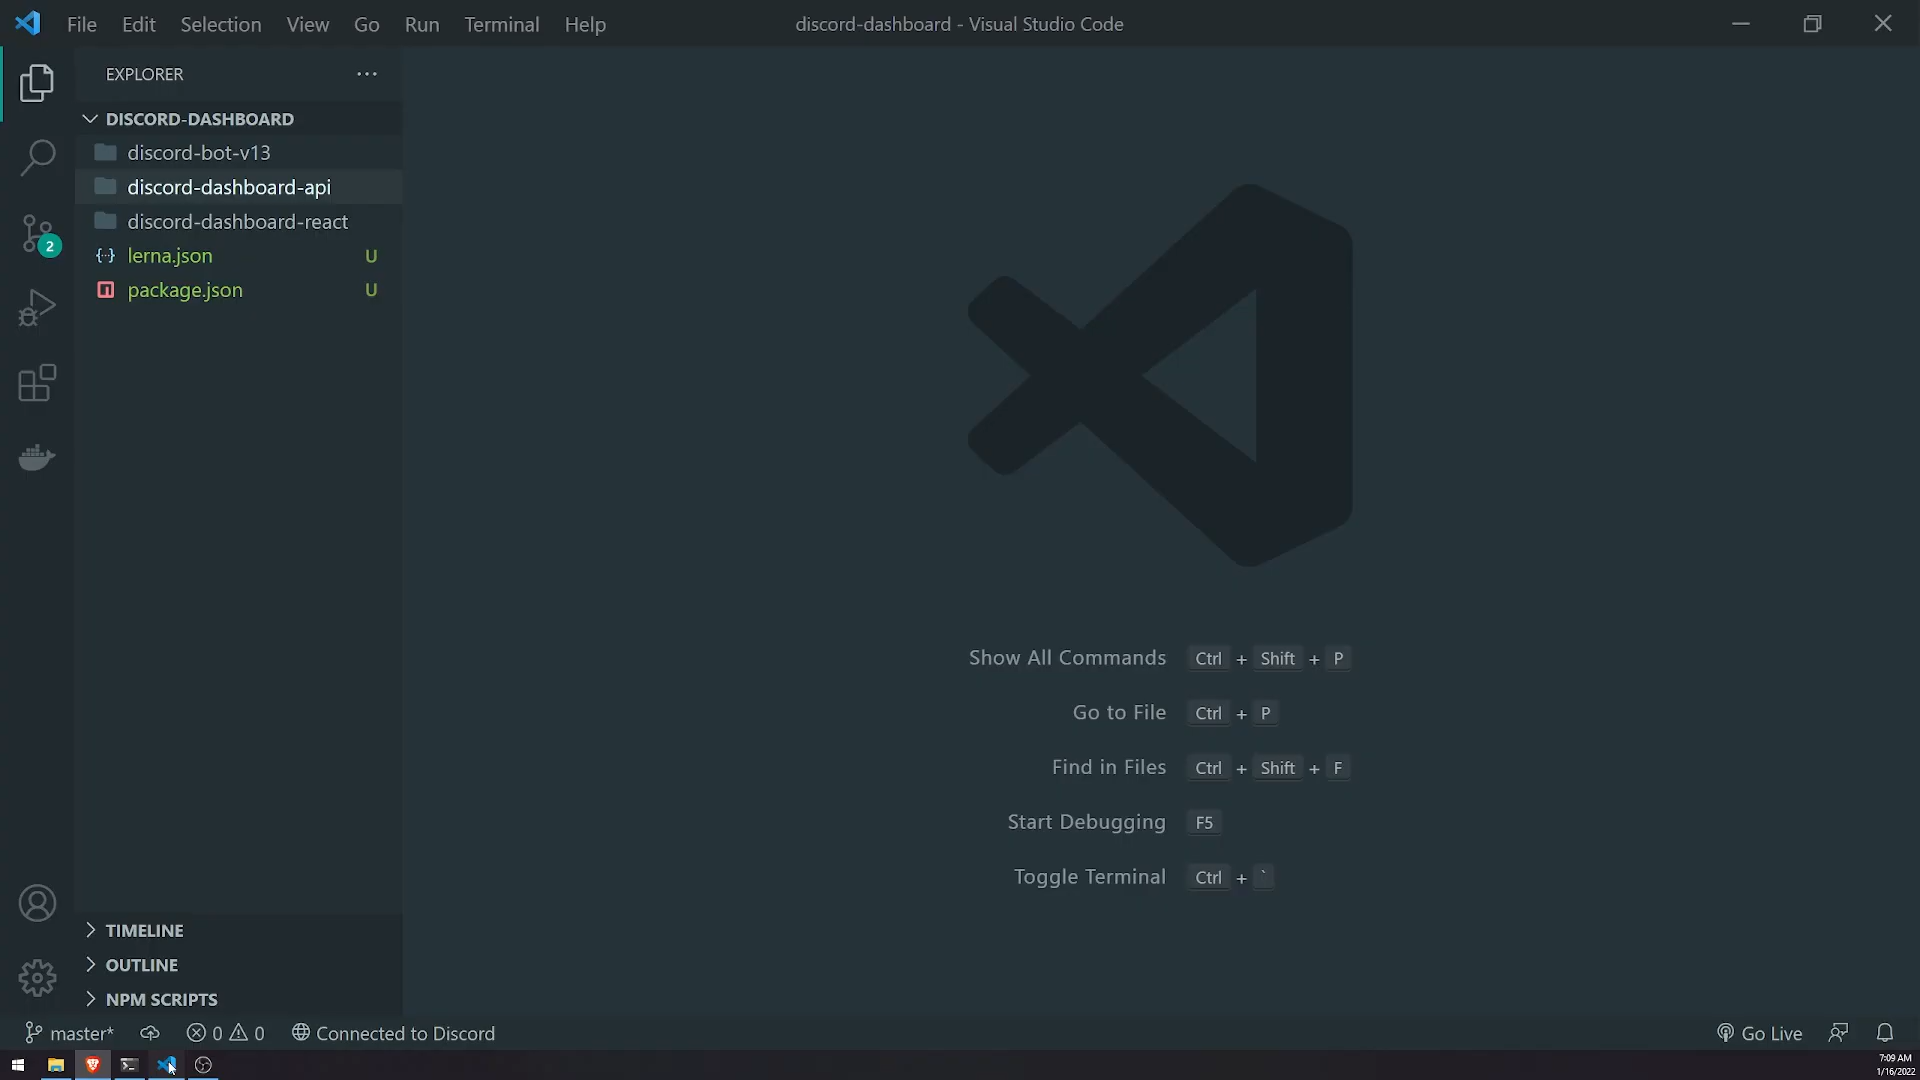 File Edit Selection View Go Run Terminal Help
discord-dashboard - Visual Studio Code
EXPLORER
DISCORD-DASHBOARD
discord-bot-v13
discord-dashboard-api
discord-dashboard-react
lerna.json U
package.json U
2
Show All Commands Ctrl + Shift + P
Go to File Ctrl + P
Find in Files Ctrl + Shift + F
Start Debugging F5
Toggle Terminal Ctrl + `
TIMELINE
OUTLINE
NPM SCRIPTS
master* 0 0 Connected to Discord Go Live
7:09 AM
1/16/2022